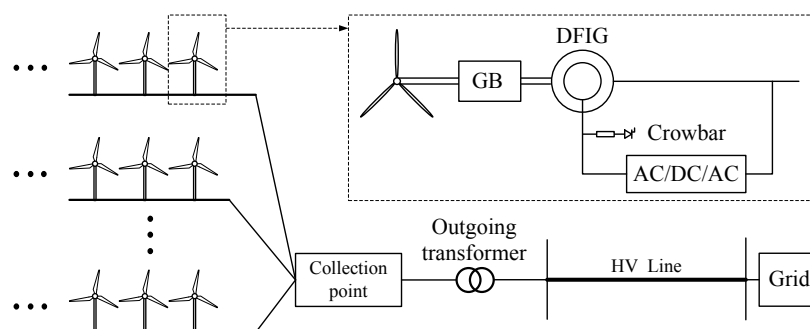 DFIG
GB
Crowbar
AC/DC/AC
Outgoing
transformer
Collection
point
HV Line
Grid